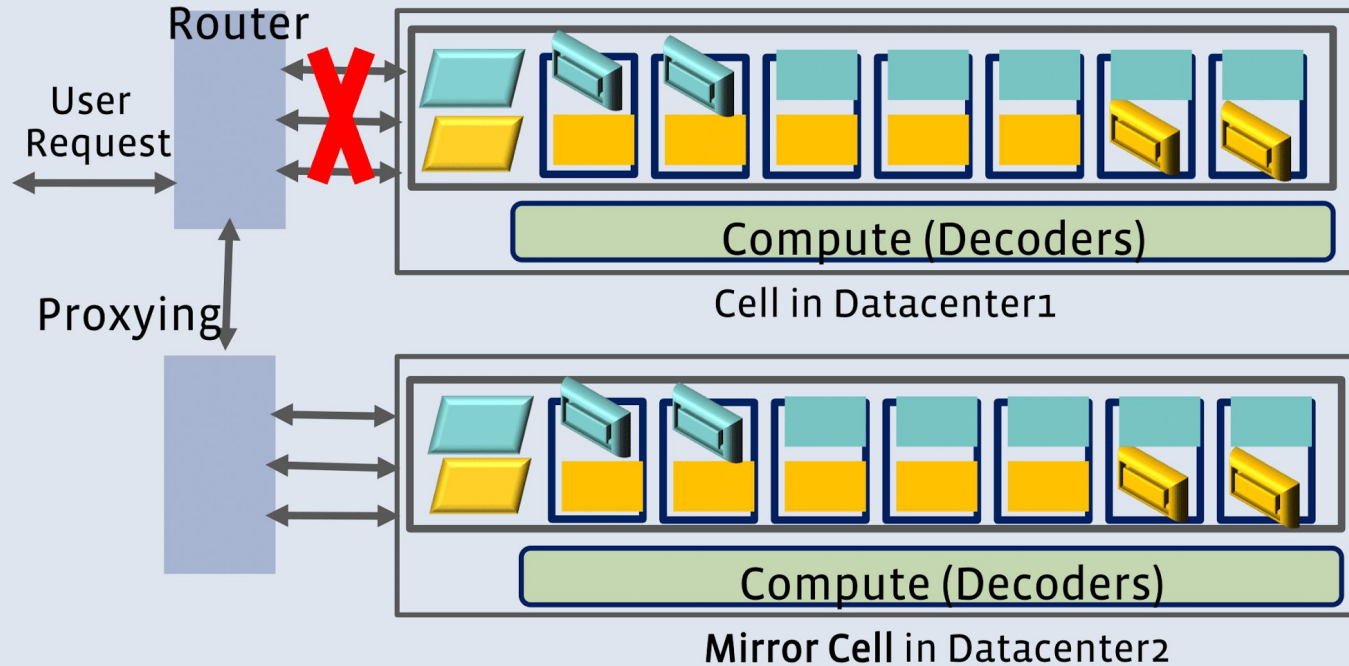 Router
User
Request
Compute (Decoders)
Cell in Datacenter1
Proxying
Compute (Decoders)
Mirror Cell in Datacenter2